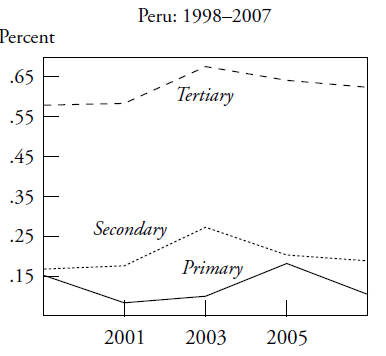 Peru: 1998–2007
Percent
.65
Tertiary
.55
.45
.35
Secondary
.25
Primary
.15
2001 2003 2005